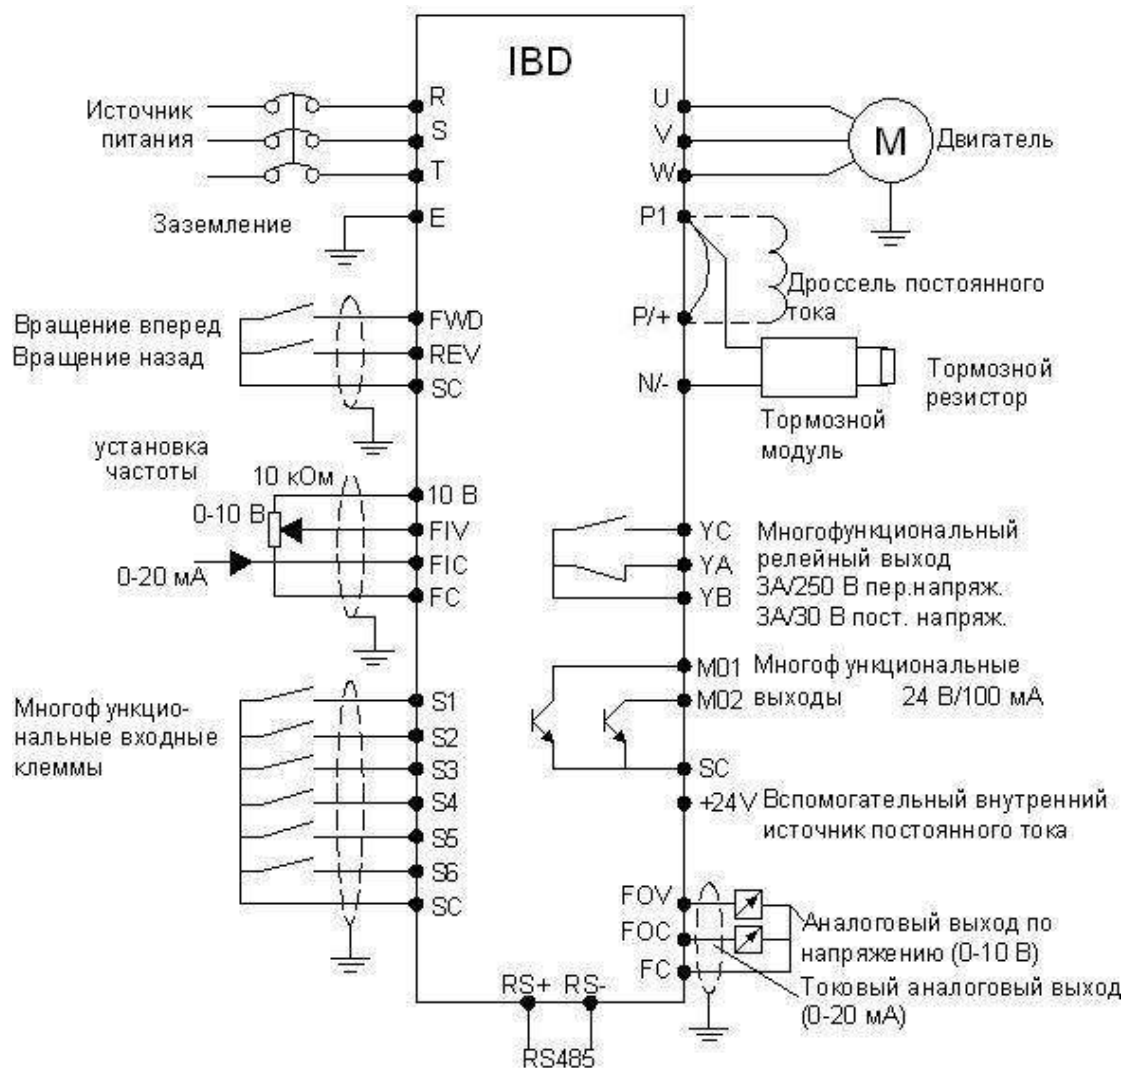 IBD
Источник
питания
R
S
T
Заземление
E
U
V
W
M
Двигатель
P1
Дроссель постоянного
тока
P/+
N/-
Тормозной
резистор
Тормозной
модуль
Вращение вперед
Вращение назад
FWD
REV
SC
установка
частоты
10 кОм
0-10 В
0-20 мА
10 В
FIV
FIC
FC
YC
YA
YB
Многофункциональный
релейный выход
3А/250 В пер.напряж.
3А/30 В пост. напряж.
M01
M02
Многофункциональные
выходы 24 В/100 мА
SC
+24V
Вспомогательный внутренний
источник постоянного тока
Многофункцио-
нальные входные
клеммы
S1
S2
S3
S4
S5
S6
SC
FOV
FOC
FC
Аналоговый выход по
напряжению (0-10 В)
Токовый аналоговый выход
(0-20 мА)
RS+ RS-
RS485